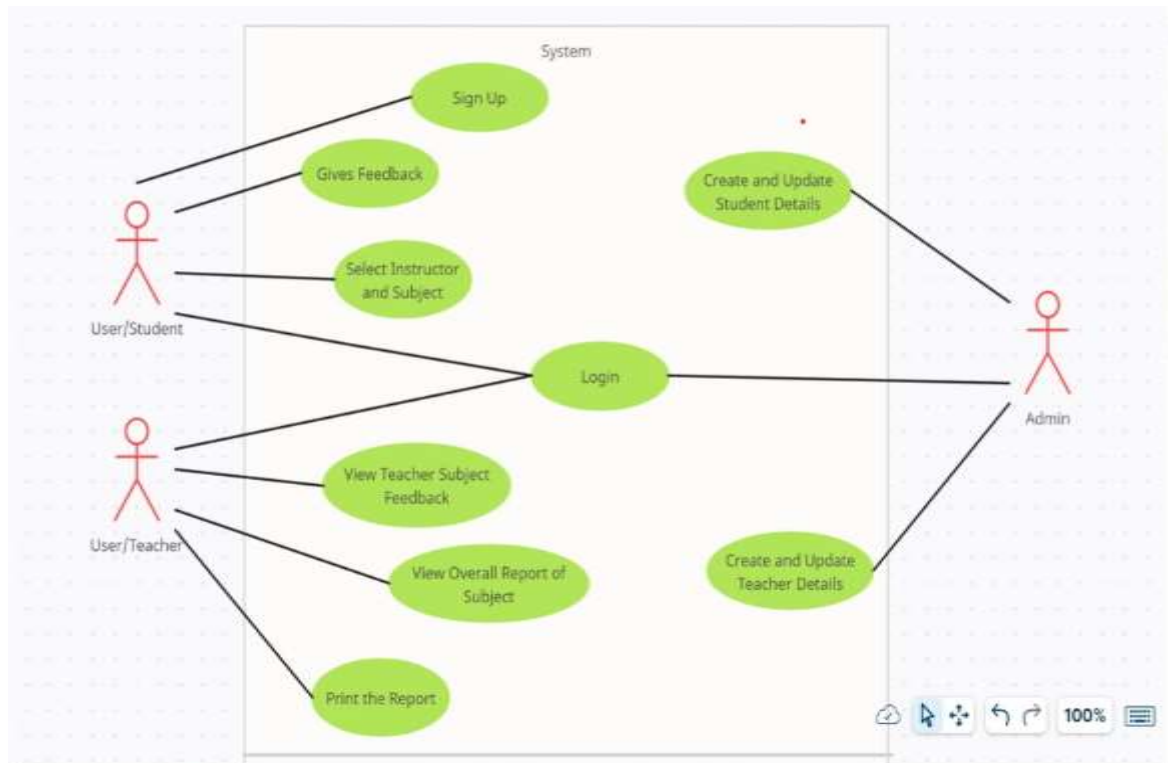 System
Sign Up
Gives Feedback
Create and Update
Student Details
Select Instructor
and Subject
User/Student
Login
Admin
View Teacher Subject
Feedback
User/Teacher
View Overall Report of
Subject
Create and Update
Teacher Details
Print the Report
100%